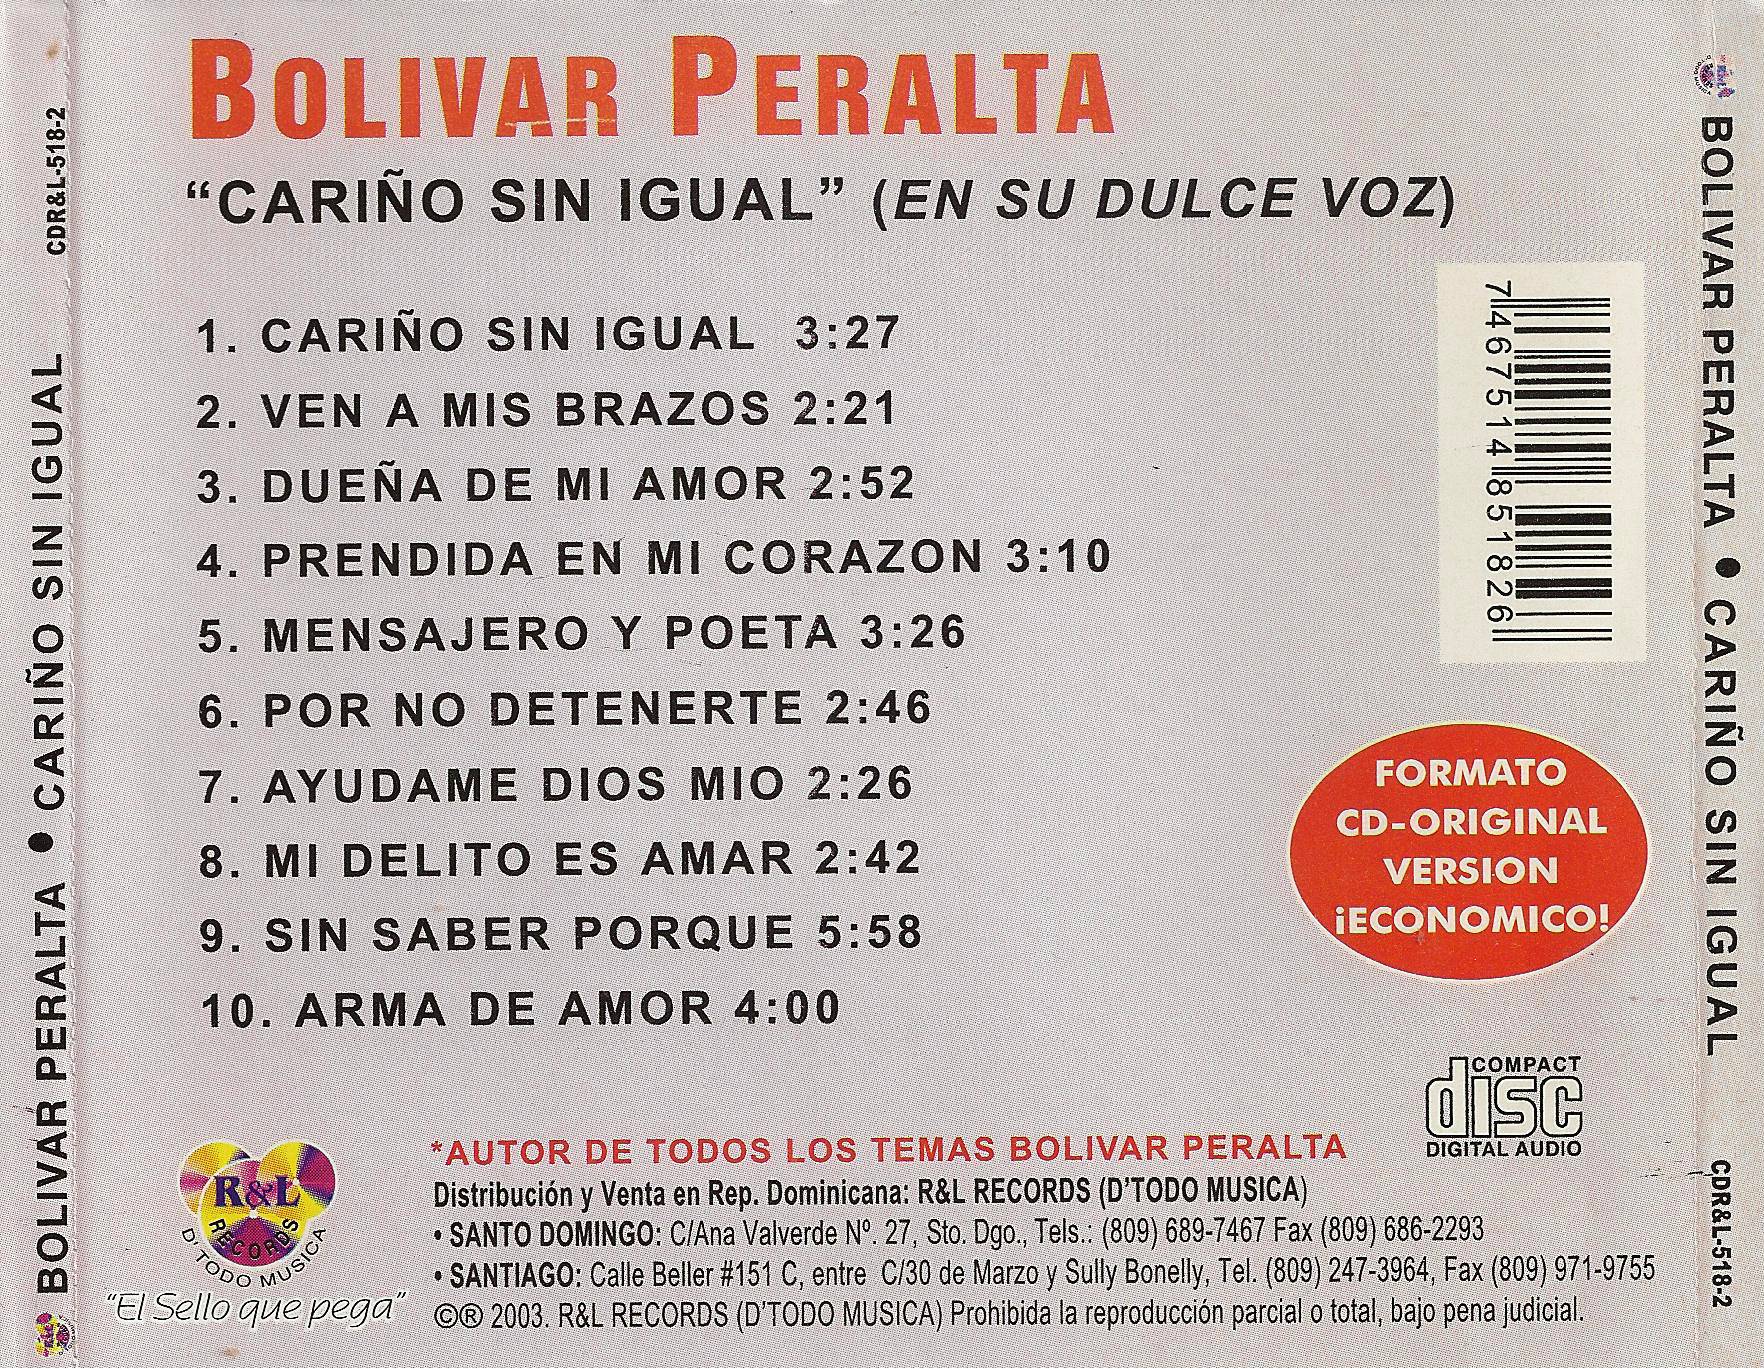 BOLIVAR PERALTA
"CARIÑO SIN IGUAL" (EN SU DULCE VOZ)
1. CARIÑO SIN IGUAL 3:27
2. VEN A MIS BRAZOS 2:21
3. DUEÑA DE MI AMOR 2:52
4. PRENDIDA EN MI CORAZON 3:10
5. MENSAJERO Y POETA 3:26
6. POR NO DETENERTE 2:46
7. AYUDAME DIOS MIO 2:26
8. MI DELITO ES AMAR 2:42
9. SIN SABER PORQUE 5:58
10. ARMA DE AMOR 4:00
7 46751 48518 2 6
FORMATO
CD-ORIGINAL
VERSION
¡ECONOMICO!
COMPACT
disc
DIGITAL AUDIO
R&L
RECORDS
D'TODO MUSICA
"El Sello que pega"
*AUTOR DE TODOS LOS TEMAS BOLIVAR PERALTA
Distribución y Venta en Rep. Dominicana: R&L RECORDS (D'TODO MUSICA)
• SANTO DOMINGO: C/Ana Valverde Nº. 27, Sto. Dgo., Tels.: (809) 689-7467 Fax (809) 686-2293
• SANTIAGO: Calle Beller #151 C, entre C/30 de Marzo y Sully Bonelly, Tel. (809) 247-3964, Fax (809) 971-9755
©® 2003. R&L RECORDS (D'TODO MUSICA) Prohibida la reproducción parcial o total, bajo pena judicial.
BOLIVAR PERALTA • CARIÑO SIN IGUAL CDR&L-518-2
BOLIVAR PERALTA • CARIÑO SIN IGUAL CDR&L-518-2